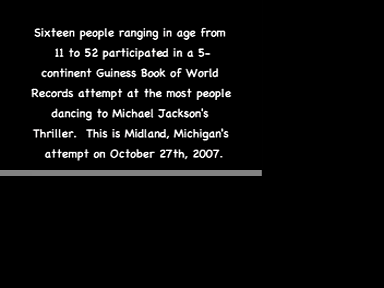 Sixteen people ranging in age from
11 to 52 participated in a 5-
continent Guiness Book of World
Records attempt at the most people
dancing to Michael Jackson's
Thriller.  This is Midland, Michigan's
attempt on October 27th, 2007.